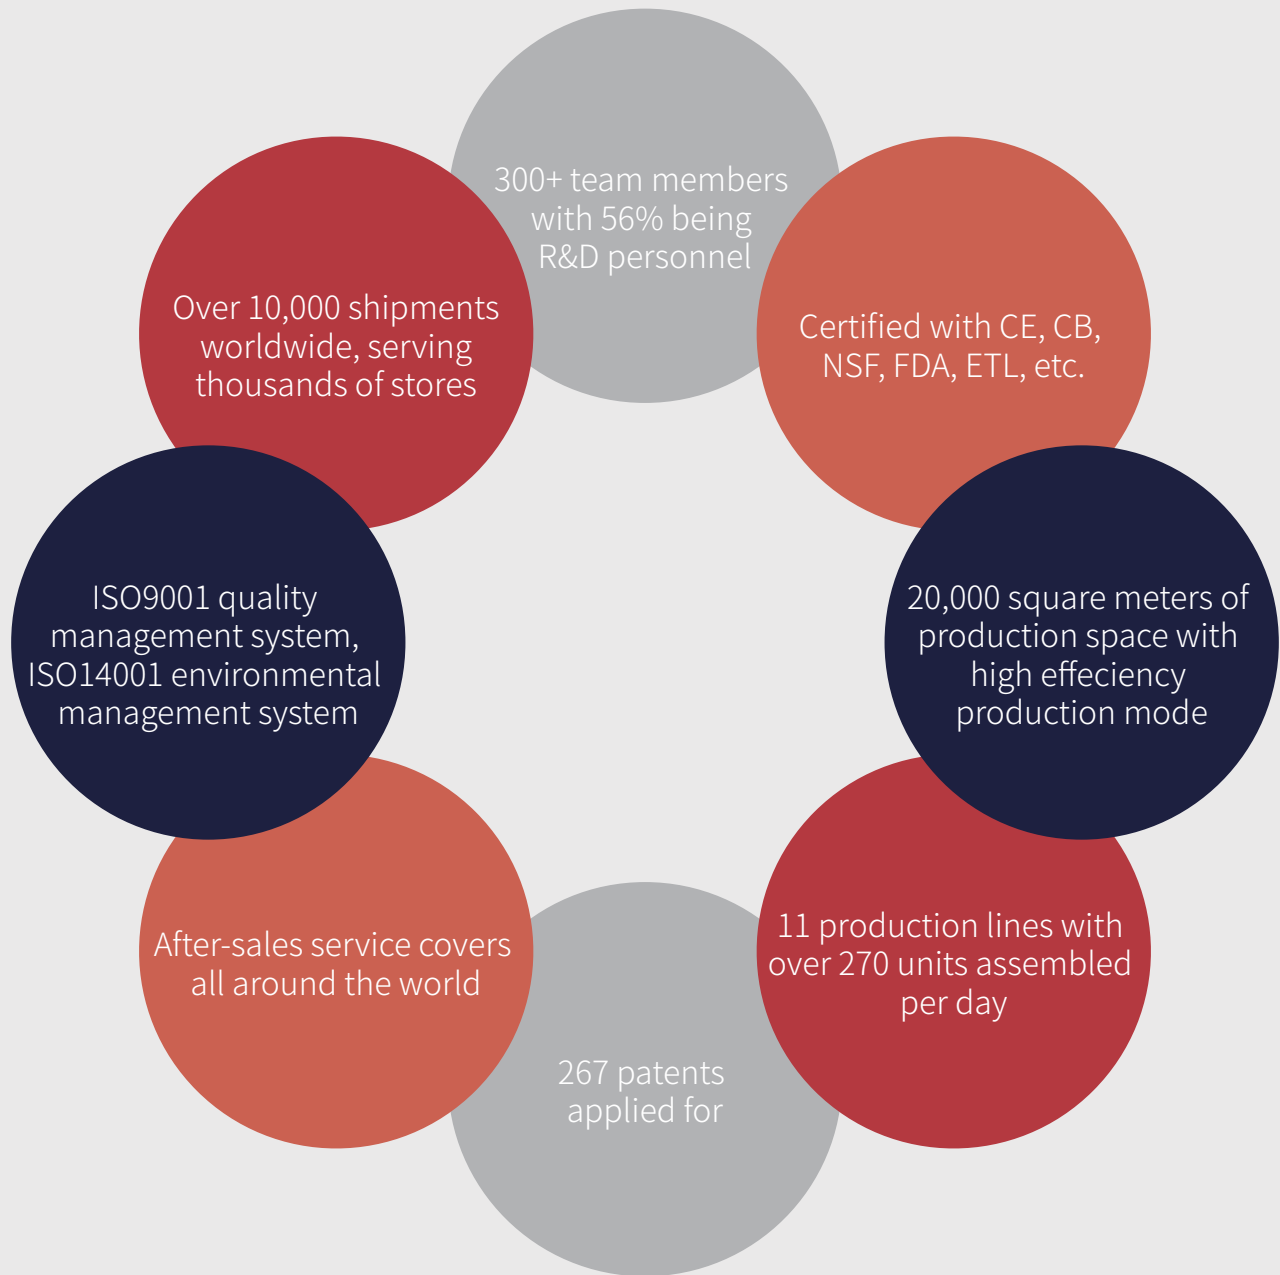 300+ team members
with 56% being
R&D personnel
Certified with CE, CB,
NSF, FDA, ETL, etc.
20,000 square meters of
production space with
high effeciency
production mode
11 production lines with
over 270 units assembled
per day
267 patents
applied for
After-sales service covers
all around the world
ISO9001 quality
management system,
ISO14001 environmental
management system
Over 10,000 shipments
worldwide, serving
thousands of stores